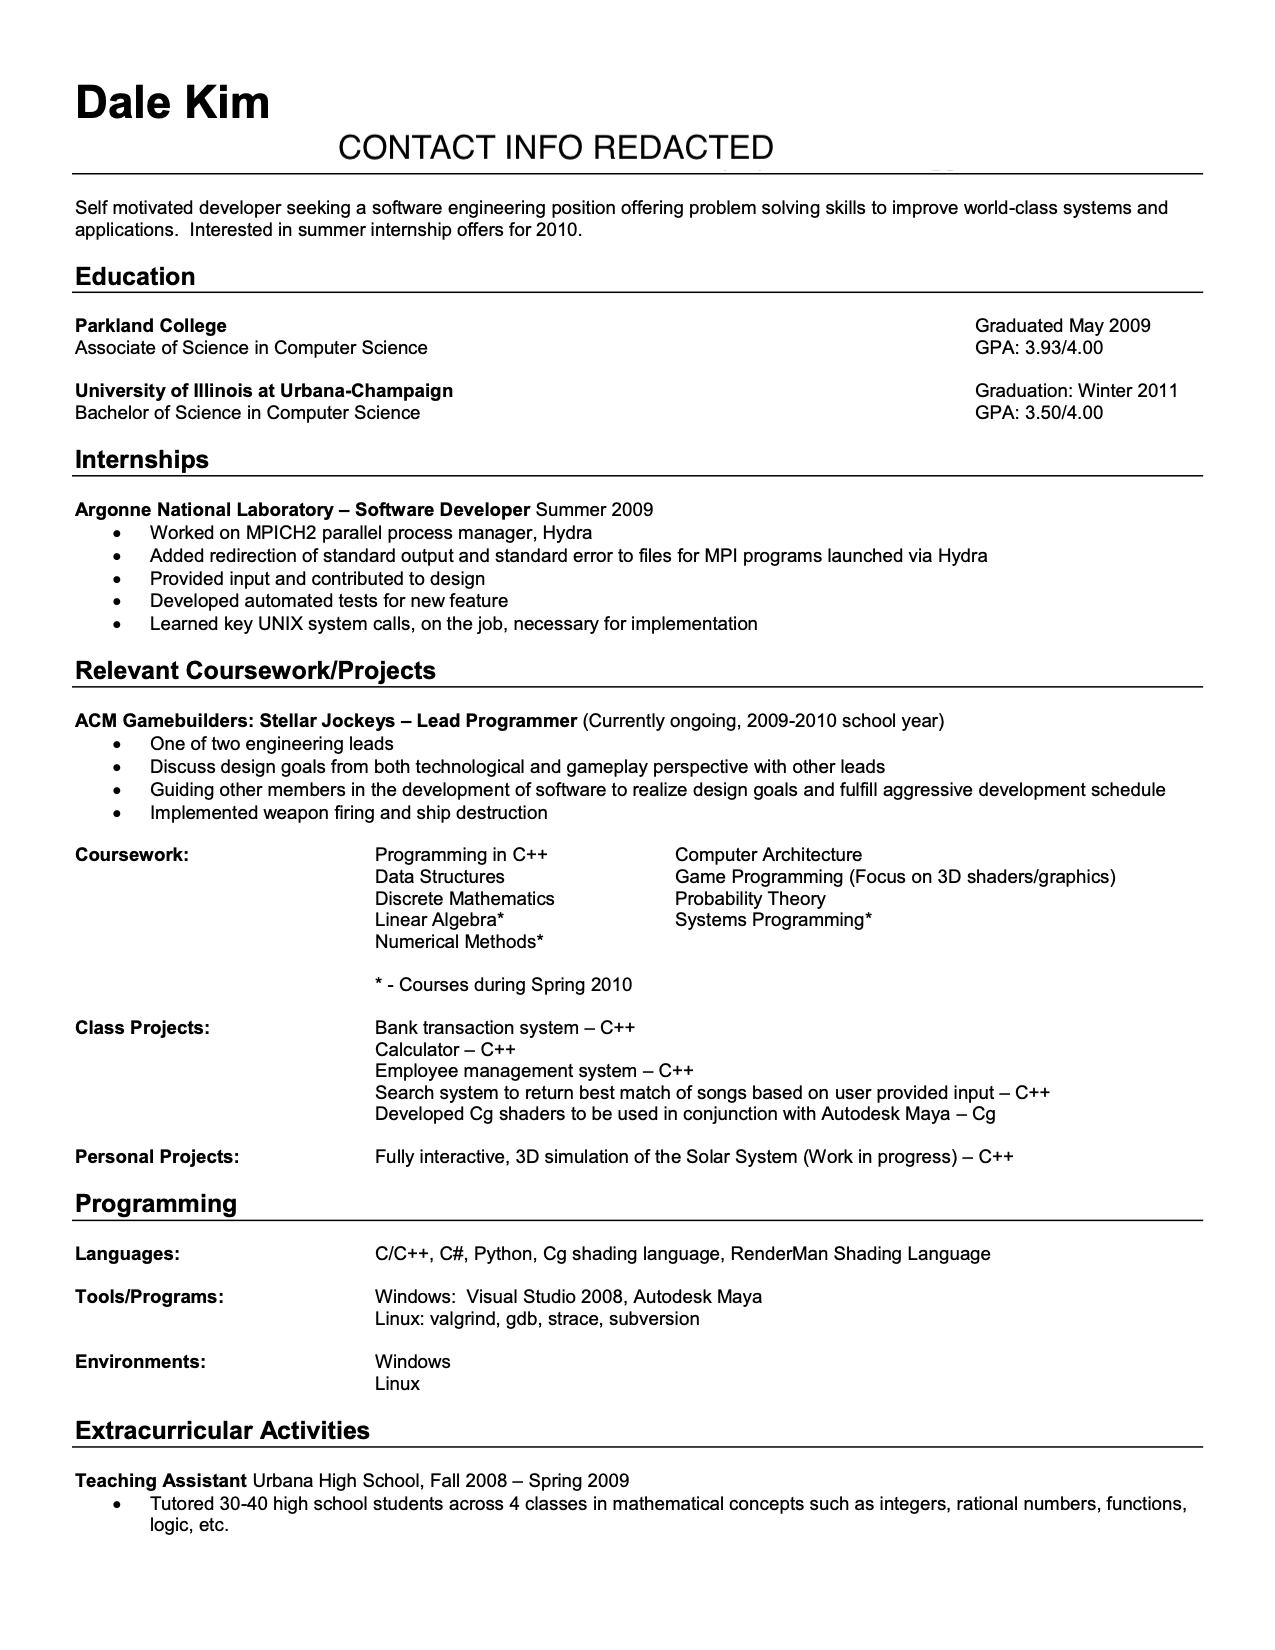 Dale Kim
CONTACT INFO REDACTED
Self motivated developer seeking a software engineering position offering problem solving skills to improve world-class systems and
applications.  Interested in summer internship offers for 2010.
Education
Parkland College Graduated May 2009
Associate of Science in Computer Science GPA: 3.93/4.00
University of Illinois at Urbana-Champaign Graduation: Winter 2011
Bachelor of Science in Computer Science GPA: 3.50/4.00
Internships
Argonne National Laboratory – Software Developer Summer 2009
• Worked on MPICH2 parallel process manager, Hydra
• Added redirection of standard output and standard error to files for MPI programs launched via Hydra
• Provided input and contributed to design
• Developed automated tests for new feature
• Learned key UNIX system calls, on the job, necessary for implementation
Relevant Coursework/Projects
ACM Gamebuilders: Stellar Jockeys – Lead Programmer (Currently ongoing, 2009-2010 school year)
• One of two engineering leads
• Discuss design goals from both technological and gameplay perspective with other leads
• Guiding other members in the development of software to realize design goals and fulfill aggressive development schedule
• Implemented weapon firing and ship destruction
Coursework: Programming in C++ Computer Architecture
Data Structures Game Programming (Focus on 3D shaders/graphics)
Discrete Mathematics Probability Theory
Linear Algebra* Systems Programming*
Numerical Methods*
* - Courses during Spring 2010
Class Projects: Bank transaction system – C++
Calculator – C++
Employee management system – C++
Search system to return best match of songs based on user provided input – C++
Developed Cg shaders to be used in conjunction with Autodesk Maya – Cg
Personal Projects: Fully interactive, 3D simulation of the Solar System (Work in progress) – C++
Programming
Languages: C/C++, C#, Python, Cg shading language, RenderMan Shading Language
Tools/Programs: Windows:  Visual Studio 2008, Autodesk Maya
Linux: valgrind, gdb, strace, subversion
Environments: Windows
Linux
Extracurricular Activities
Teaching Assistant Urbana High School, Fall 2008 – Spring 2009
• Tutored 30-40 high school students across 4 classes in mathematical concepts such as integers, rational numbers, functions,
logic, etc.